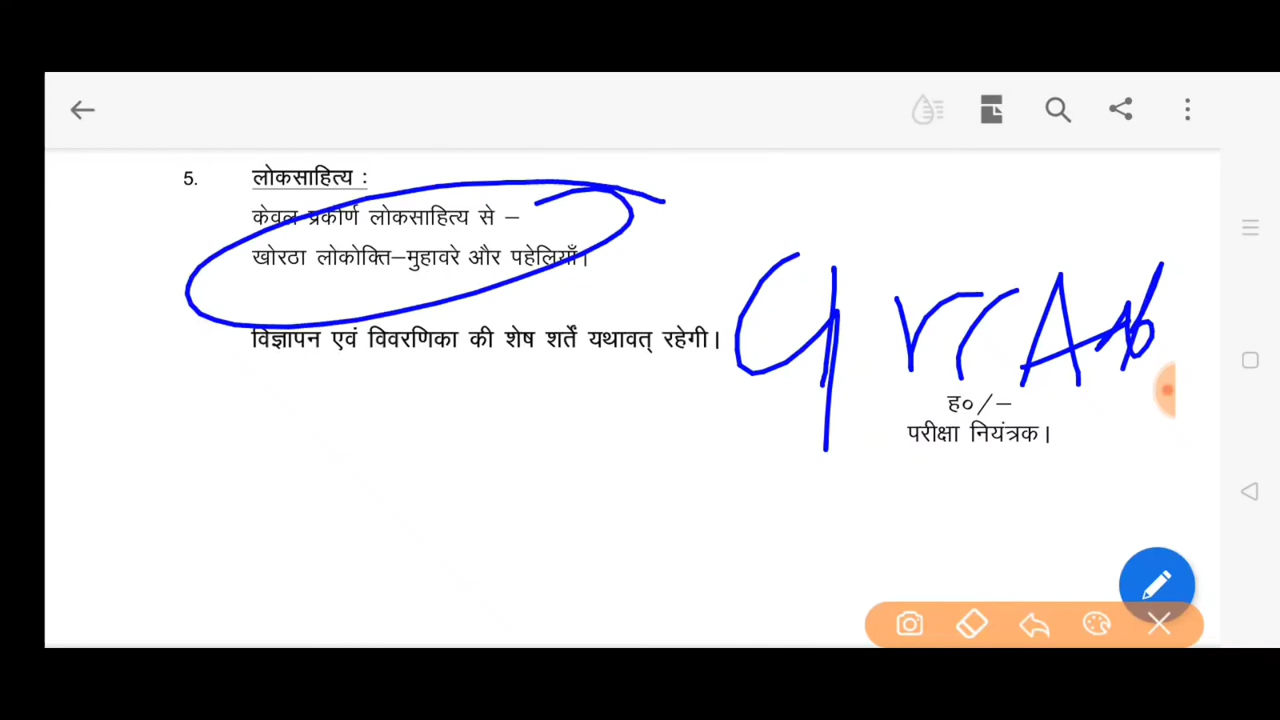 5. लोकसाहित्य :
केवल प्रकीर्ण लोकसाहित्य से –
खोरठा लोकोक्ति–मुहावरे और पहेलियाँ।
विज्ञापन एवं विवरणिका की शेष शर्तें यथावत् रहेगी।
ह०/–
परीक्षा नियंत्रक।